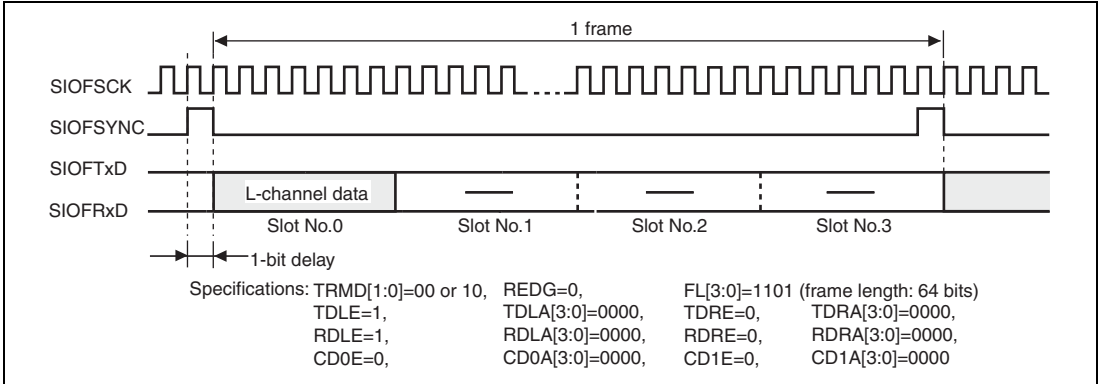 1 frame
SIOFSCK
SIOFSYNC
SIOFTxD
L-channel data
SIOFRxD
Slot No.0 Slot No.1 Slot No.2 Slot No.3
1-bit delay
Specifications: TRMD[1:0]=00 or 10, REDG=0, FL[3:0]=1101 (frame length: 64 bits)
TDLE=1, TDLA[3:0]=0000, TDRE=0, TDRA[3:0]=0000,
RDLE=1, RDLA[3:0]=0000, RDRE=0, RDRA[3:0]=0000,
CD0E=0, CD0A[3:0]=0000, CD1E=0, CD1A[3:0]=0000